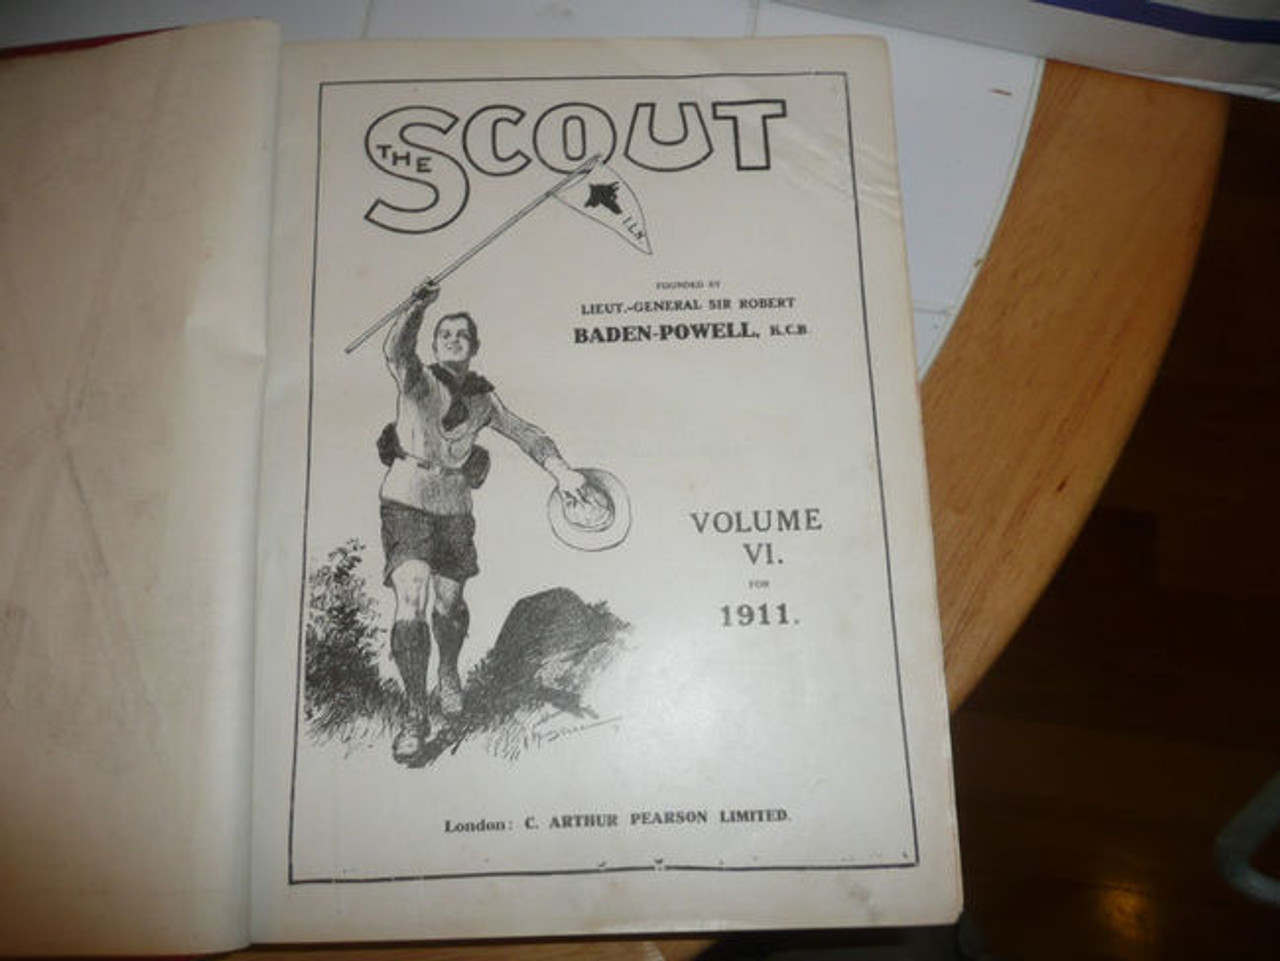 THE SCOUT
FOUNDED BY
LIEUT.-GENERAL SIR ROBERT
BADEN-POWELL, K.C.B.
VOLUME
VI.
FOR
1911.
London: C. ARTHUR PEARSON LIMITED.